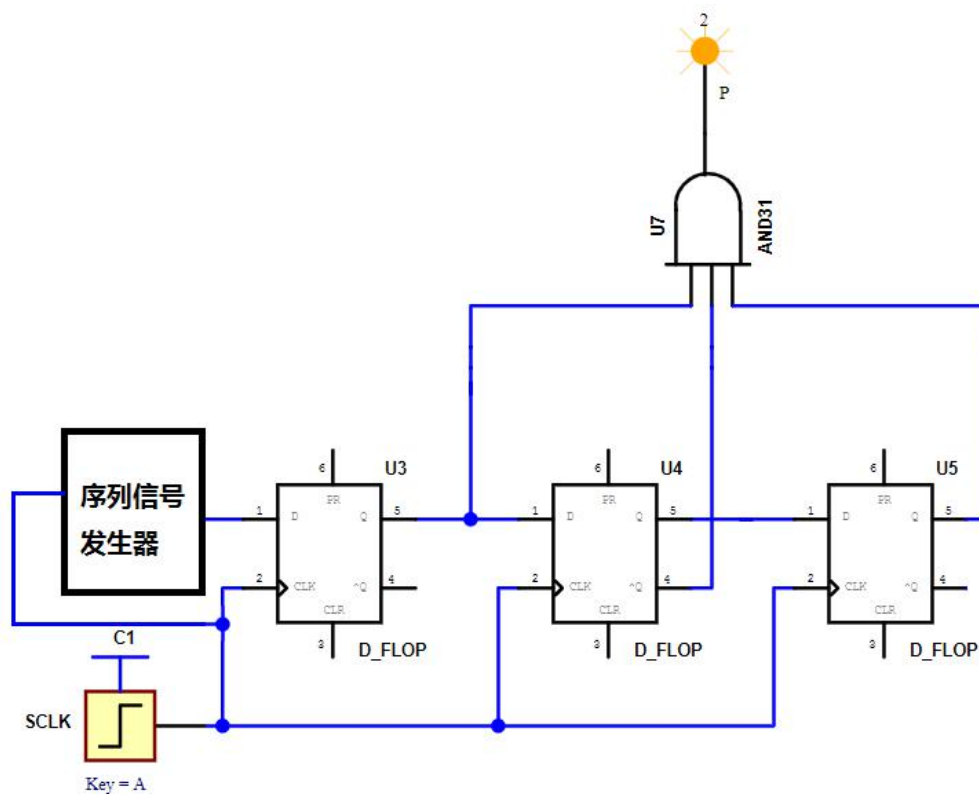 2
P
U7
AND31
序列信号
发生器
6
U3
PR
1
D
Q
5
2
CLK
^Q
4
CLR
3
D_FLOP
6
U4
PR
1
D
Q
5
2
CLK
^Q
4
CLR
3
D_FLOP
6
U5
PR
1
D
Q
5
2
CLK
^Q
4
CLR
3
D_FLOP
C1
SCLK
Key = A